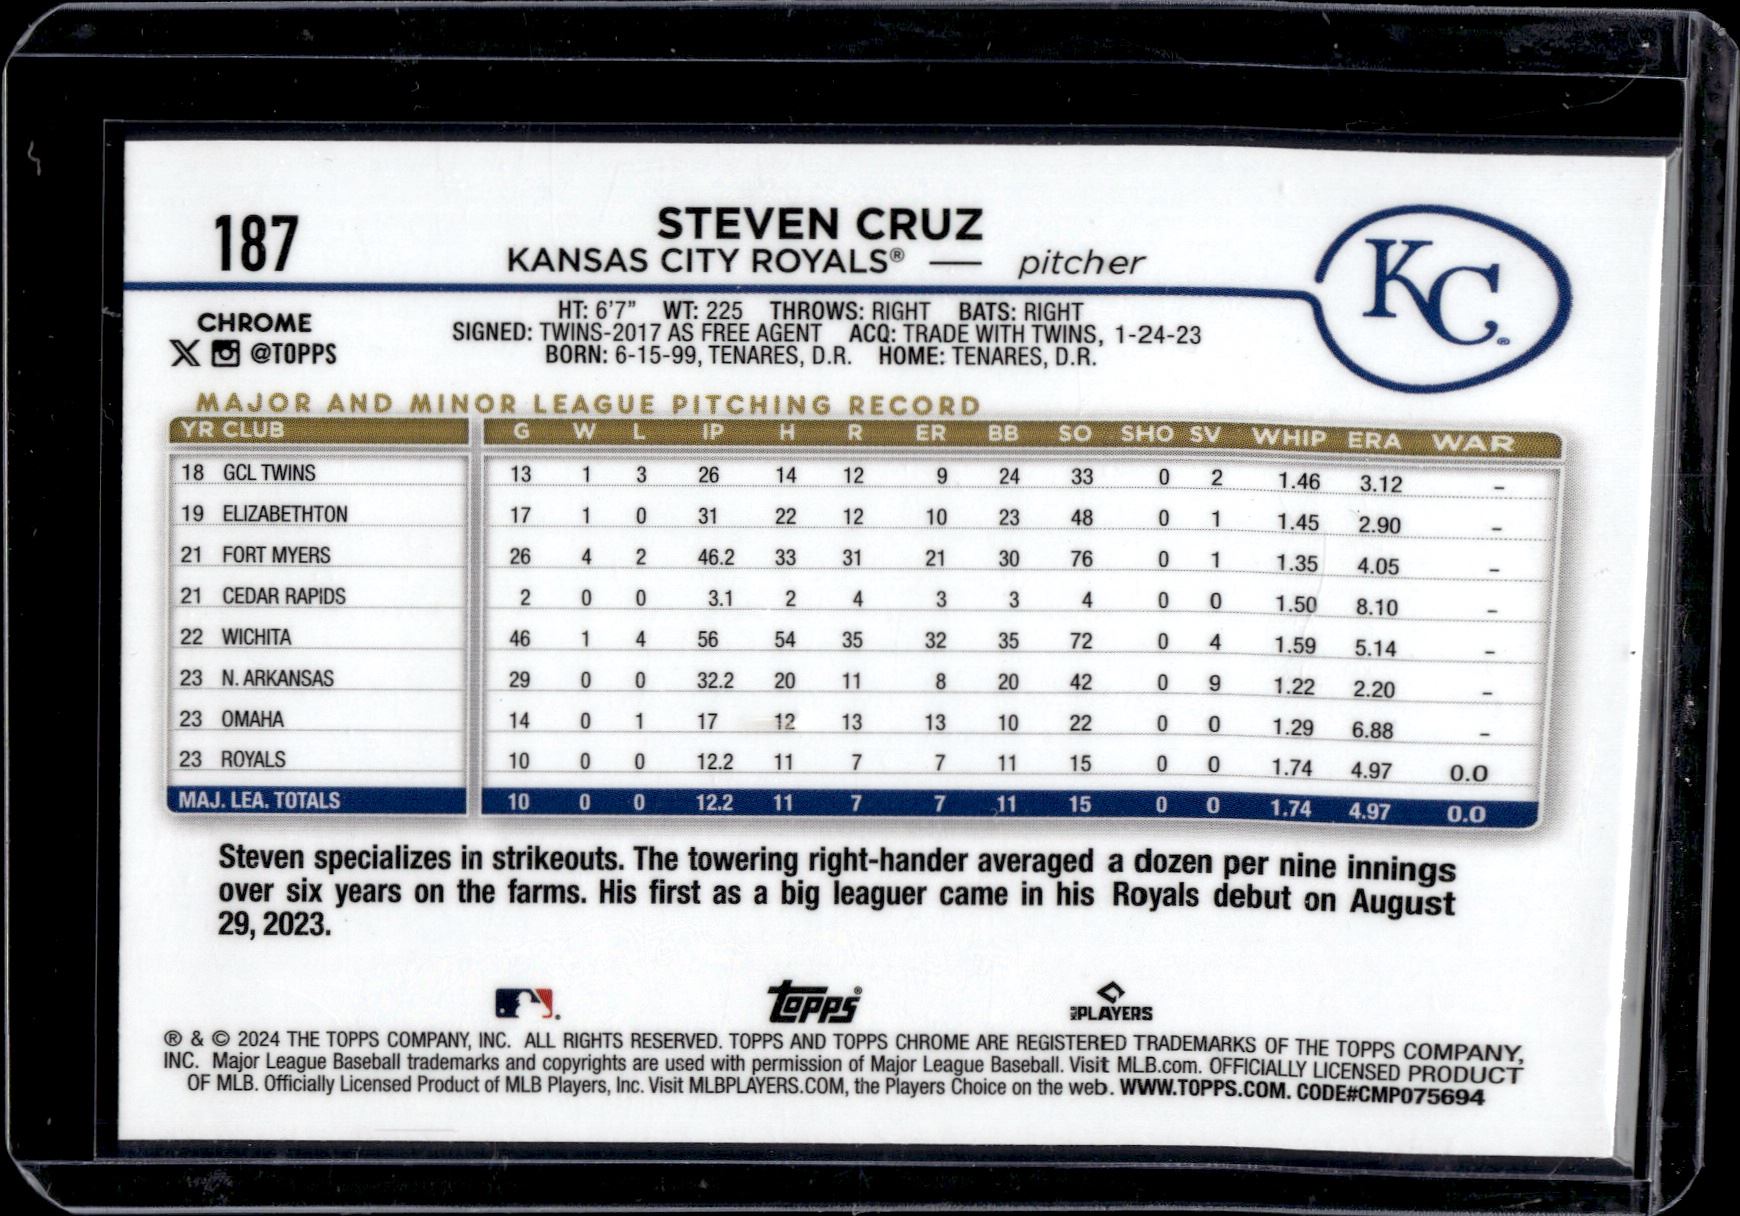 187
STEVEN CRUZ
KANSAS CITY ROYALS® — pitcher
KC®
CHROME
X @TOPPS
HT: 6'7" WT: 225 THROWS: RIGHT BATS: RIGHT
SIGNED: TWINS-2017 AS FREE AGENT ACQ: TRADE WITH TWINS, 1-24-23
BORN: 6-15-99, TENARES, D.R. HOME: TENARES, D.R.
MAJOR AND MINOR LEAGUE PITCHING RECORD
YR CLUB G W L IP H R ER BB SO SHO SV WHIP ERA WAR
18 GCL TWINS 13 1 3 26 14 12 9 24 33 0 2 1.46 3.12 –
19 ELIZABETHTON 17 1 0 31 22 12 10 23 48 0 1 1.45 2.90 –
21 FORT MYERS 26 4 2 46.2 33 31 21 30 76 0 1 1.35 4.05 –
21 CEDAR RAPIDS 2 0 0 3.1 2 4 3 3 4 0 0 1.50 8.10 –
22 WICHITA 46 1 4 56 54 35 32 35 72 0 4 1.59 5.14 –
23 N. ARKANSAS 29 0 0 32.2 20 11 8 20 42 0 9 1.22 2.20 –
23 OMAHA 14 0 1 17 12 13 13 10 22 0 0 1.29 6.88 –
23 ROYALS 10 0 0 12.2 11 7 7 11 15 0 0 1.74 4.97 0.0
MAJ. LEA. TOTALS 10 0 0 12.2 11 7 7 11 15 0 0 1.74 4.97 0.0
Steven specializes in strikeouts. The towering right-hander averaged a dozen per nine innings
over six years on the farms. His first as a big leaguer came in his Royals debut on August
29, 2023.
Topps®
PLAYERS
® & © 2024 THE TOPPS COMPANY, INC. ALL RIGHTS RESERVED. TOPPS AND TOPPS CHROME ARE REGISTERED TRADEMARKS OF THE TOPPS COMPANY,
INC. Major League Baseball trademarks and copyrights are used with permission of Major League Baseball. Visit MLB.com. OFFICIALLY LICENSED PRODUCT
OF MLB. Officially Licensed Product of MLB Players, Inc. Visit MLBPLAYERS.COM, the Players Choice on the web. WWW.TOPPS.COM. CODE#CMP075694